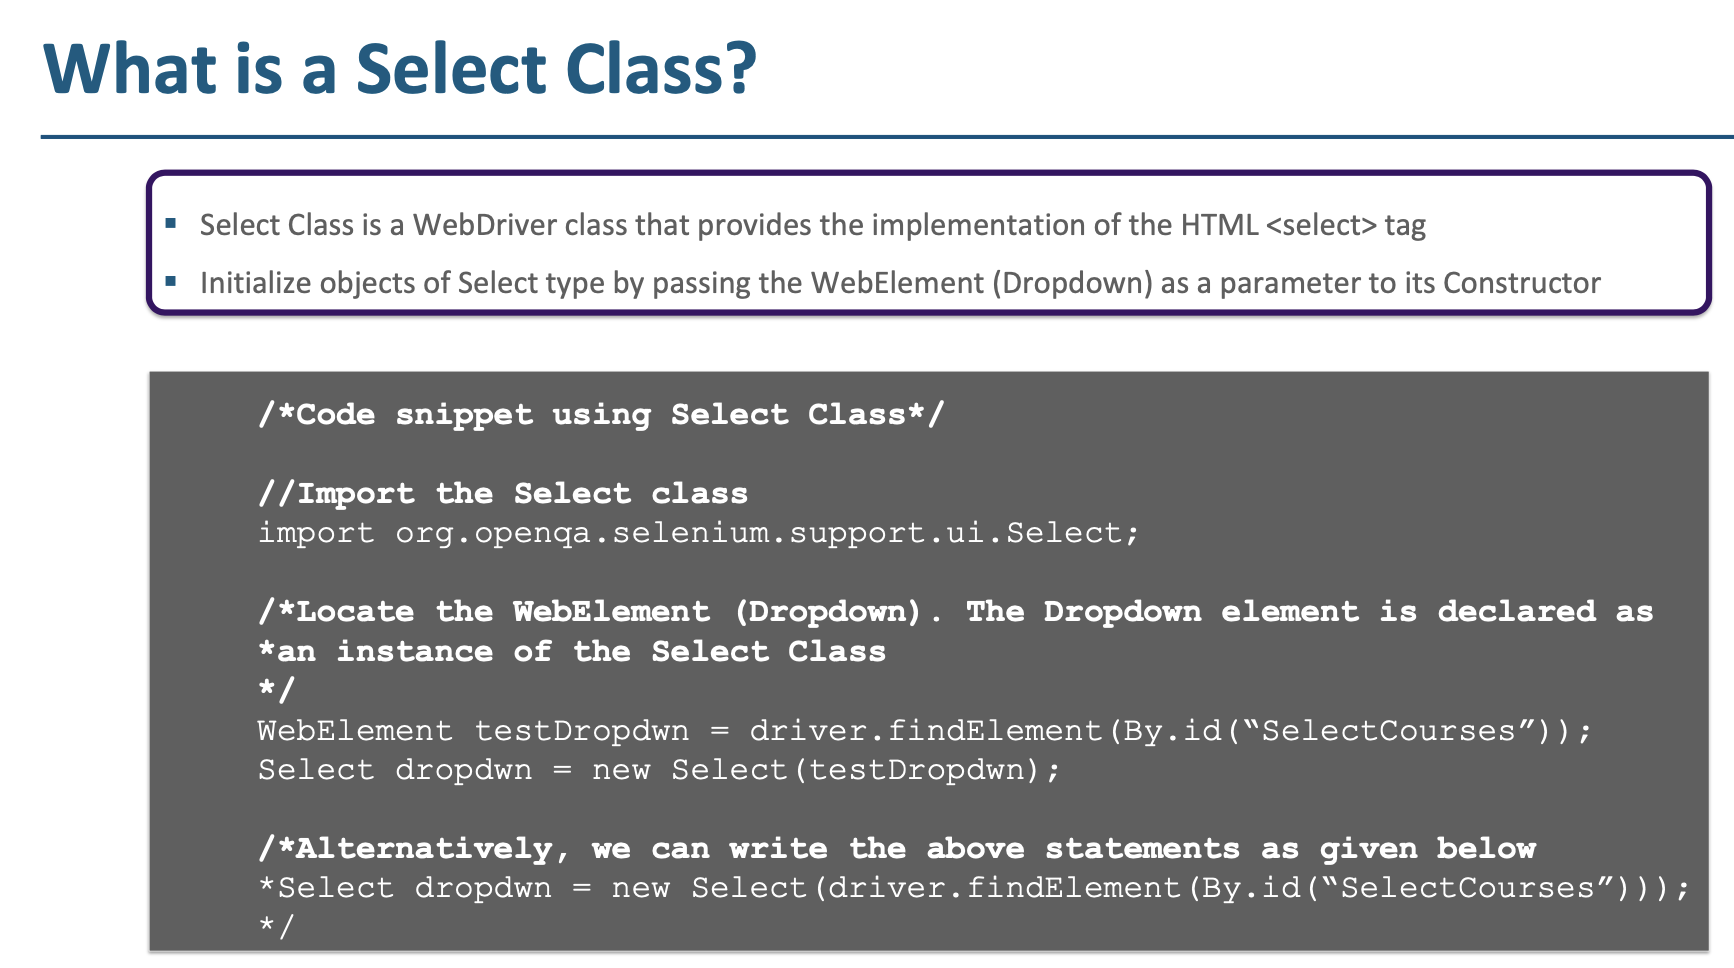 What is a Select Class?
▪ Select Class is a WebDriver class that provides the implementation of the HTML <select> tag
▪ Initialize objects of Select type by passing the WebElement (Dropdown) as a parameter to its Constructor
/*Code snippet using Select Class*/
//Import the Select class
import org.openqa.selenium.support.ui.Select;
/*Locate the WebElement (Dropdown). The Dropdown element is declared as
*an instance of the Select Class
*/
WebElement testDropdwn = driver.findElement(By.id(“SelectCourses”));
Select dropdwn = new Select(testDropdwn);
/*Alternatively, we can write the above statements as given below
*Select dropdwn = new Select(driver.findElement(By.id(“SelectCourses”)));
*/